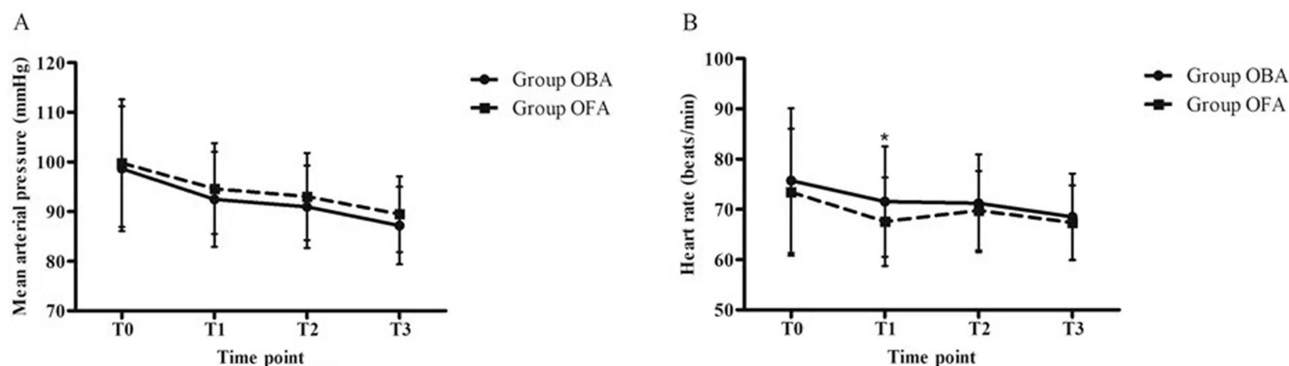 A
Mean arterial pressure (mmHg)
120
110
100
90
80
70
T0 T1 T2 T3
Time point
Group OBA
Group OFA
B
Heart rate (beats/min)
100
90
80
70
60
50
*
T0 T1 T2 T3
Time point
Group OBA
Group OFA